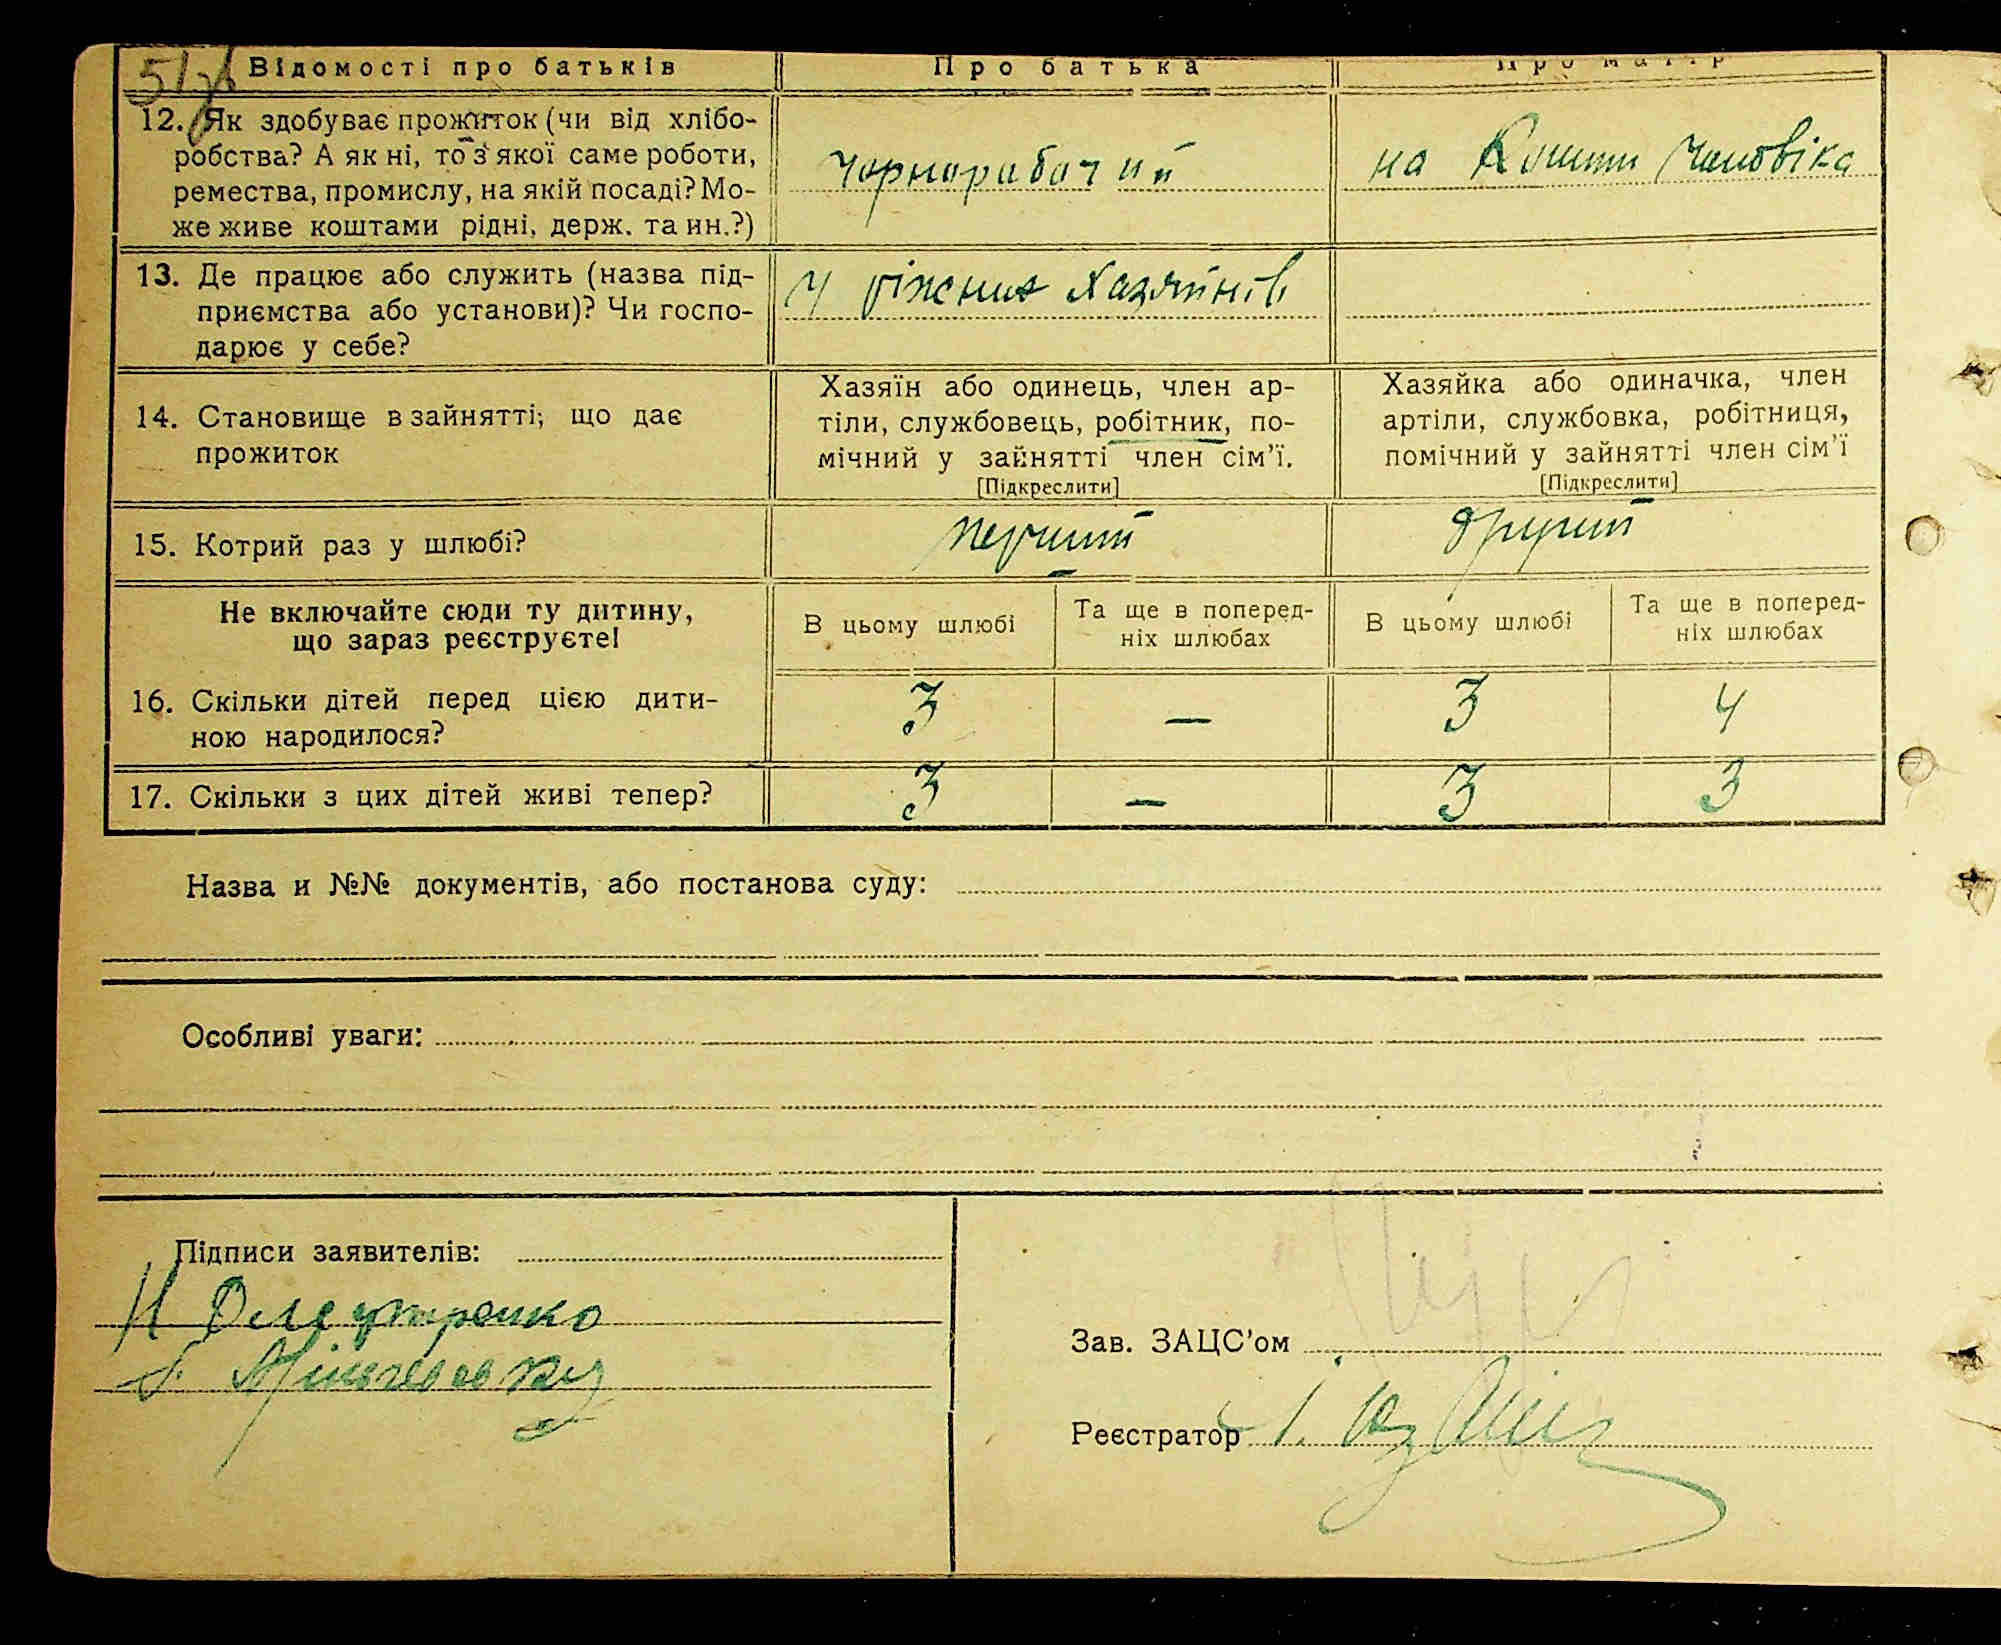 51зв
Відомості про батьків
Про батька
Про матір
12. Як здобуває прожиток (чи від хлібо-
робства? А як ні, то з якої саме роботи,
ремества, промислу, на якій посаді? Мо-
же живе коштами рідні, держ. та ин.?)
чорнорабочий
на Кошти чоловіка
13. Де працює або служить (назва під-
приємства або установи)? Чи госпо-
дарює у себе?
У ріжних Хазяйнів
14. Становище в зайнятті, що дає
прожиток
Хазяїн або одинець, член ар-
тіли, службовець, робітник, по-
мічний у зайнятті член сім’ї.
[Підкреслити]
Хазяйка або одиначка, член
артіли, службовка, робітниця,
помічний у зайнятті член сім’ї
[Підкреслити]
15. Котрий раз у шлюбі?
перший
другий
Не включайте сюди ту дитину,
що зараз реєструєте!
В цьому шлюбі
Та ще в поперед-
ніх шлюбах
В цьому шлюбі
Та ще в поперед-
ніх шлюбах
16. Скільки дітей перед цією дити-
ною народилося?
3
—
3
4
17. Скільки з цих дітей живі тепер?
3
—
3
3
Назва и №№ документів, або постанова суду:
Особливі уваги:
Підписи заявителів:
Зав. ЗАЦС’ом
Реєстратор